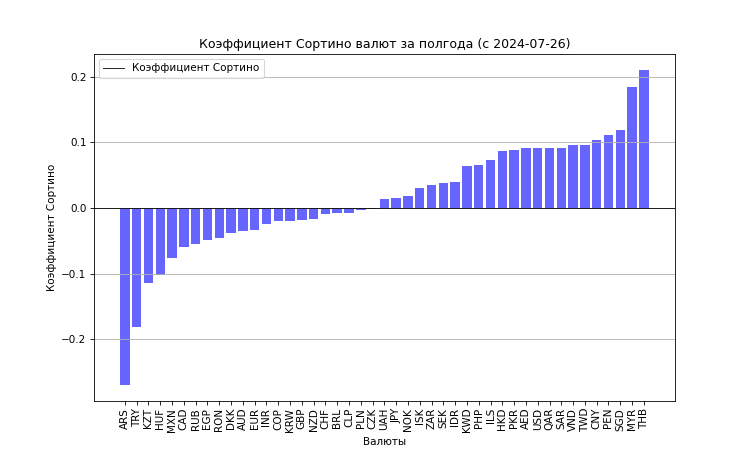 Коэффициент Сортино валют за полгода (с 2024-07-26)
Коэффициент Сортино
Коэффициент Сортино
0.2
0.1
0.0
−0.1
−0.2
ARS TRY KZT HUF MXN CAD RUB EGP RON DKK AUD EUR INR COP KRW GBP NZD CHF BRL CLP PLN CZK UAH JPY NOK ISK ZAR SEK IDR KWD PHP ILS HKD PKR AED USD QAR SAR VND TWD CNY PEN SGD MYR THB
Валюты